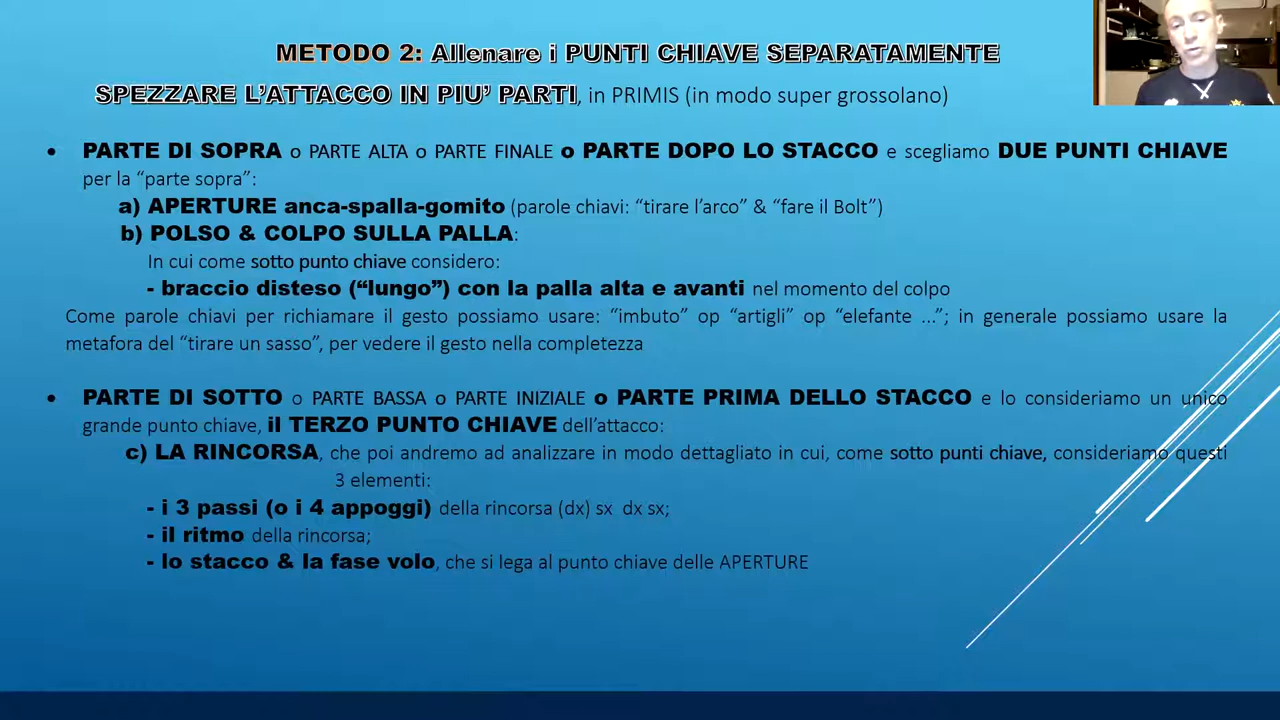 METODO 2: Allenare i PUNTI CHIAVE SEPARATAMENTE
SPEZZARE L’ATTACCO IN PIU’ PARTI, in PRIMIS (in modo super grossolano)
• PARTE DI SOPRA o PARTE ALTA o PARTE FINALE o PARTE DOPO LO STACCO e scegliamo DUE PUNTI CHIAVE
per la “parte sopra”:
a) APERTURE anca-spalla-gomito (parole chiavi: “tirare l’arco” & “fare il Bolt”)
b) POLSO & COLPO SULLA PALLA:
In cui come sotto punto chiave considero:
- braccio disteso (“lungo”) con la palla alta e avanti nel momento del colpo
Come parole chiavi per richiamare il gesto possiamo usare: “imbuto” op “artigli” op “elefante ...”; in generale possiamo usare la
metafora del “tirare un sasso”, per vedere il gesto nella completezza
• PARTE DI SOTTO o PARTE BASSA o PARTE INIZIALE o PARTE PRIMA DELLO STACCO e lo consideriamo un unico
grande punto chiave, il TERZO PUNTO CHIAVE dell’attacco:
c) LA RINCORSA, che poi andremo ad analizzare in modo dettagliato in cui, come sotto punti chiave, consideriamo questi
3 elementi:
- i 3 passi (o i 4 appoggi) della rincorsa (dx) sx dx sx;
- il ritmo della rincorsa;
- lo stacco & la fase volo, che si lega al punto chiave delle APERTURE